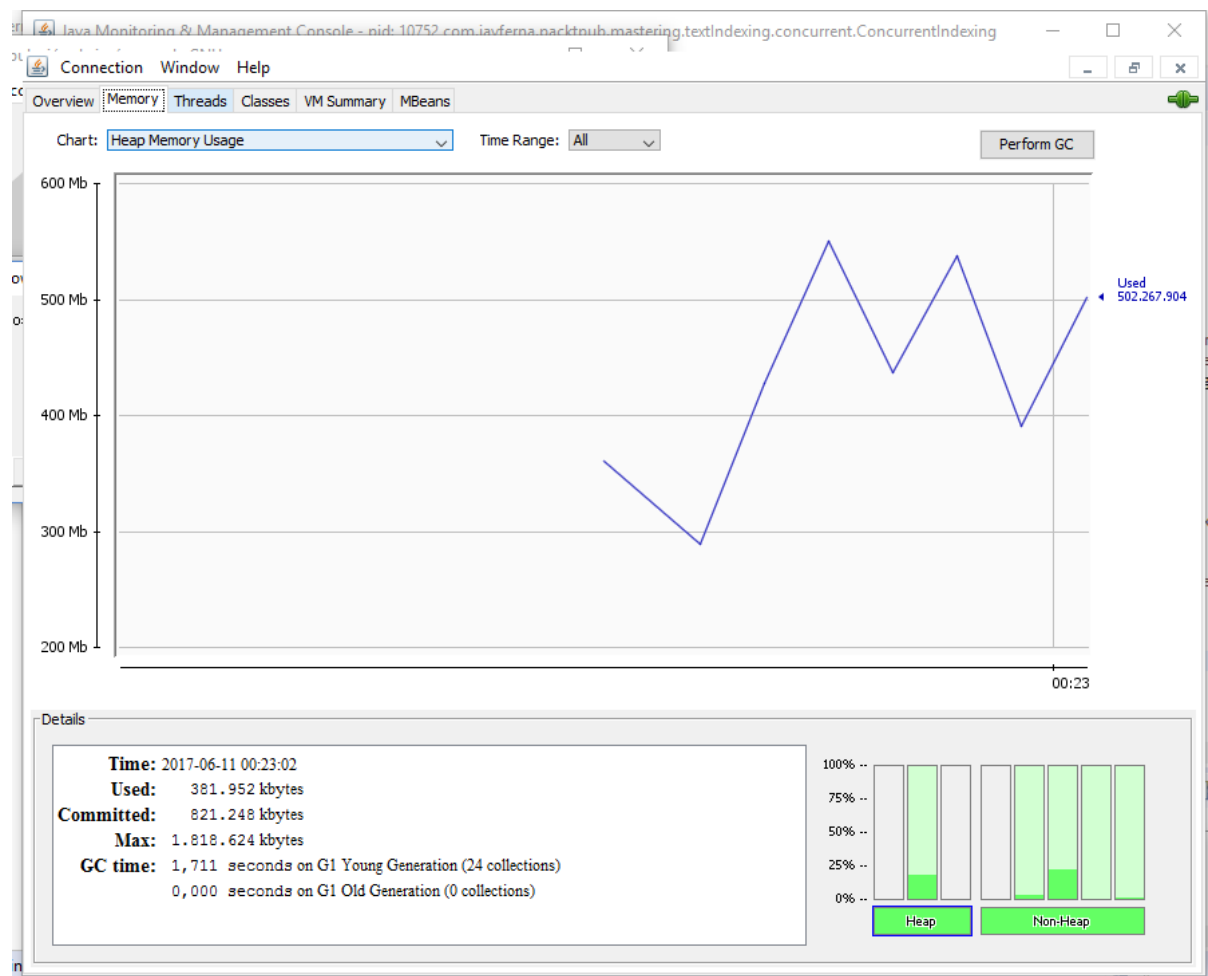 Java Monitoring & Management Console - pid: 10752 com.javferna.packtpub.mastering.textIndexing.concurrent.ConcurrentIndexing
Connection Window Help
Overview Memory Threads Classes VM Summary MBeans
Chart: Heap Memory Usage Time Range: All Perform GC
600 Mb
Used
500 Mb 502.267.904
400 Mb
300 Mb
200 Mb
00:23
Details
Time: 2017-06-11 00:23:02
Used: 381.952 kbytes
Committed: 821.248 kbytes
Max: 1.818.624 kbytes
GC time: 1,711 seconds on G1 Young Generation (24 collections)
0,000 seconds on G1 Old Generation (0 collections)
100% --
75% --
50% --
25% --
0% --
Heap Non-Heap